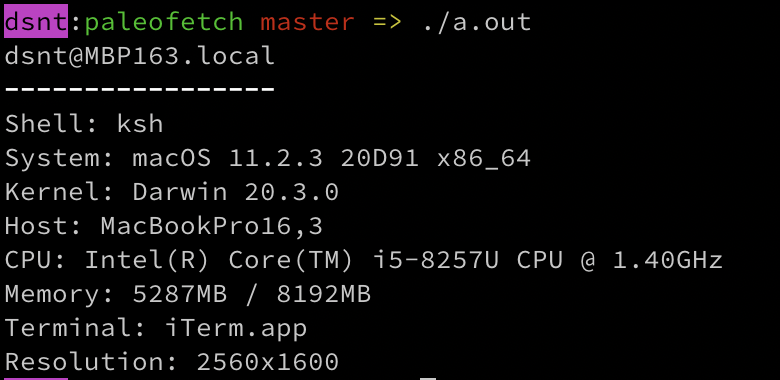 dsnt:paleofetch master => ./a.out
dsnt@MBP163.local
-----------------
Shell: ksh
System: macOS 11.2.3 20D91 x86_64
Kernel: Darwin 20.3.0
Host: MacBookPro16,3
CPU: Intel(R) Core(TM) i5-8257U CPU @ 1.40GHz
Memory: 5287MB / 8192MB
Terminal: iTerm.app
Resolution: 2560x1600